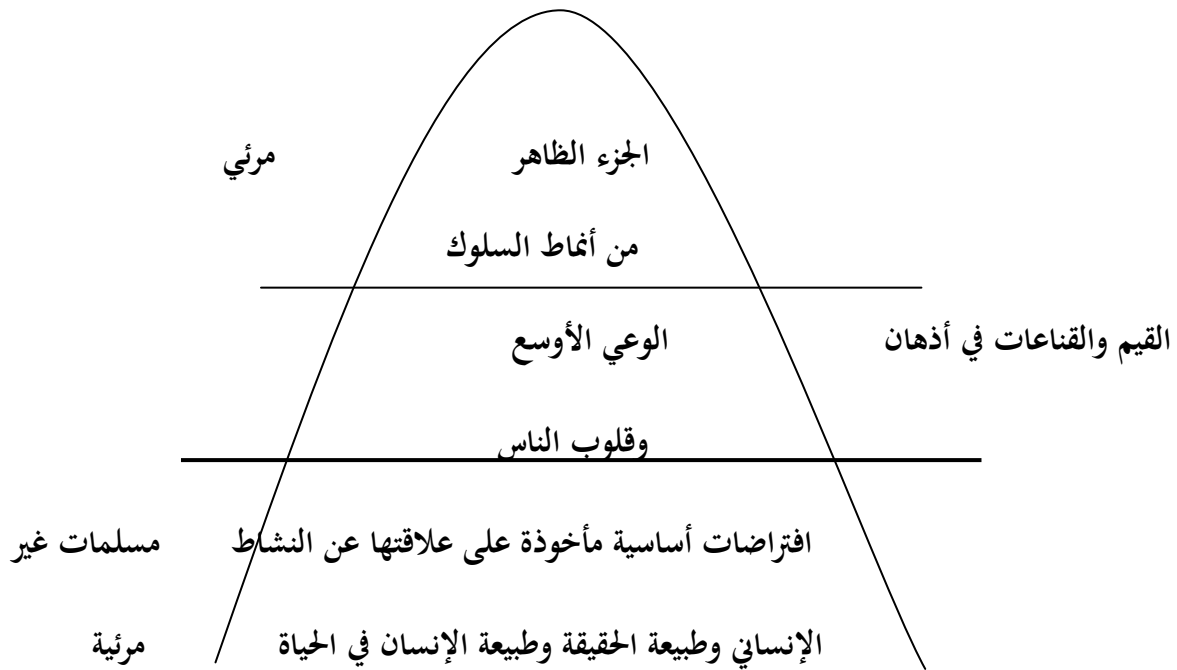 الجزء الظاهر مرئي
من أنماط السلوك
القيم والقناعات في أذهان الوعي الأوسع
وقلوب الناس
افتراضات أساسية مأخوذة على علاقتها عن النشاط مسلمات غير
الإنساني وطبيعة الحقيقة وطبيعة الإنسان في الحياة مرئية